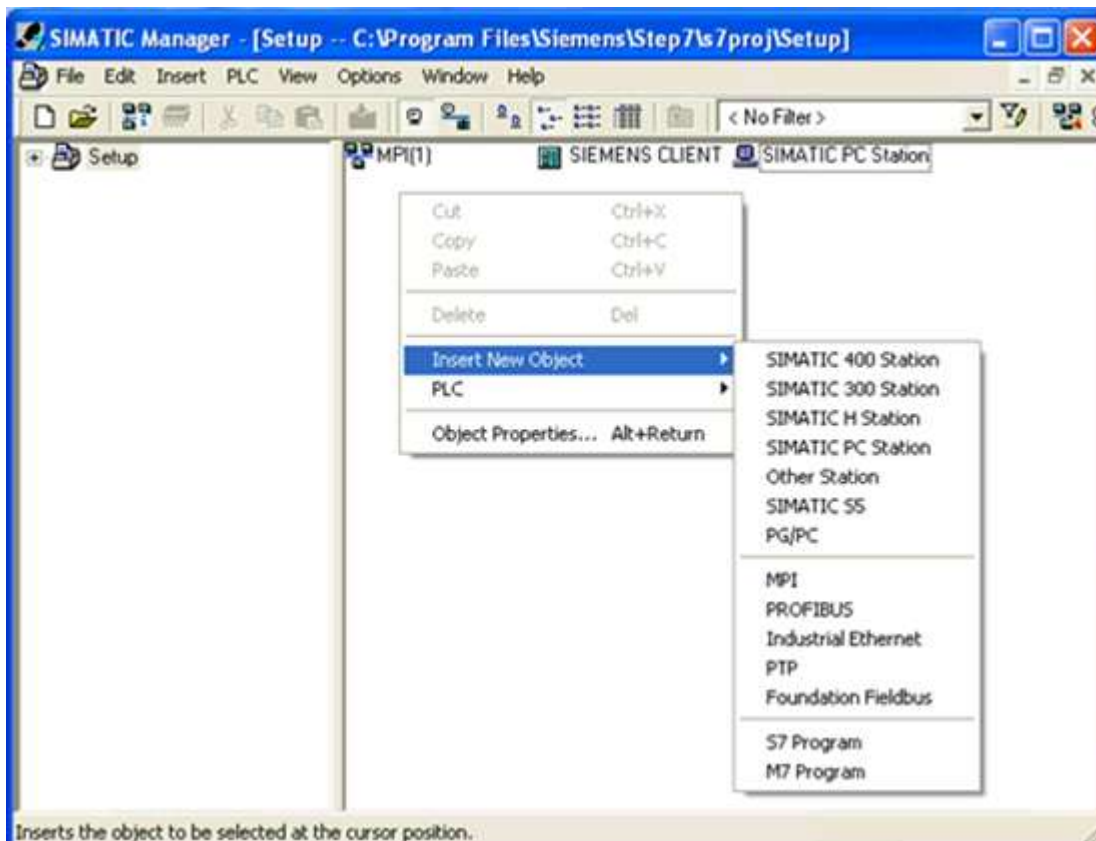 SIMATIC Manager - [Setup -- C:\Program Files\Siemens\Step7\s7proj\Setup]
File Edit Insert PLC View Options Window Help
< No Filter >
Setup
MPI(1) SIEMENS CLIENT SIMATIC PC Station
Cut Ctrl+X
Copy Ctrl+C
Paste Ctrl+V
Delete Del
Insert New Object
PLC
Object Properties... Alt+Return
SIMATIC 400 Station
SIMATIC 300 Station
SIMATIC H Station
SIMATIC PC Station
Other Station
SIMATIC S5
PG/PC
MPI
PROFIBUS
Industrial Ethernet
PTP
Foundation Fieldbus
S7 Program
M7 Program
Inserts the object to be selected at the cursor position.